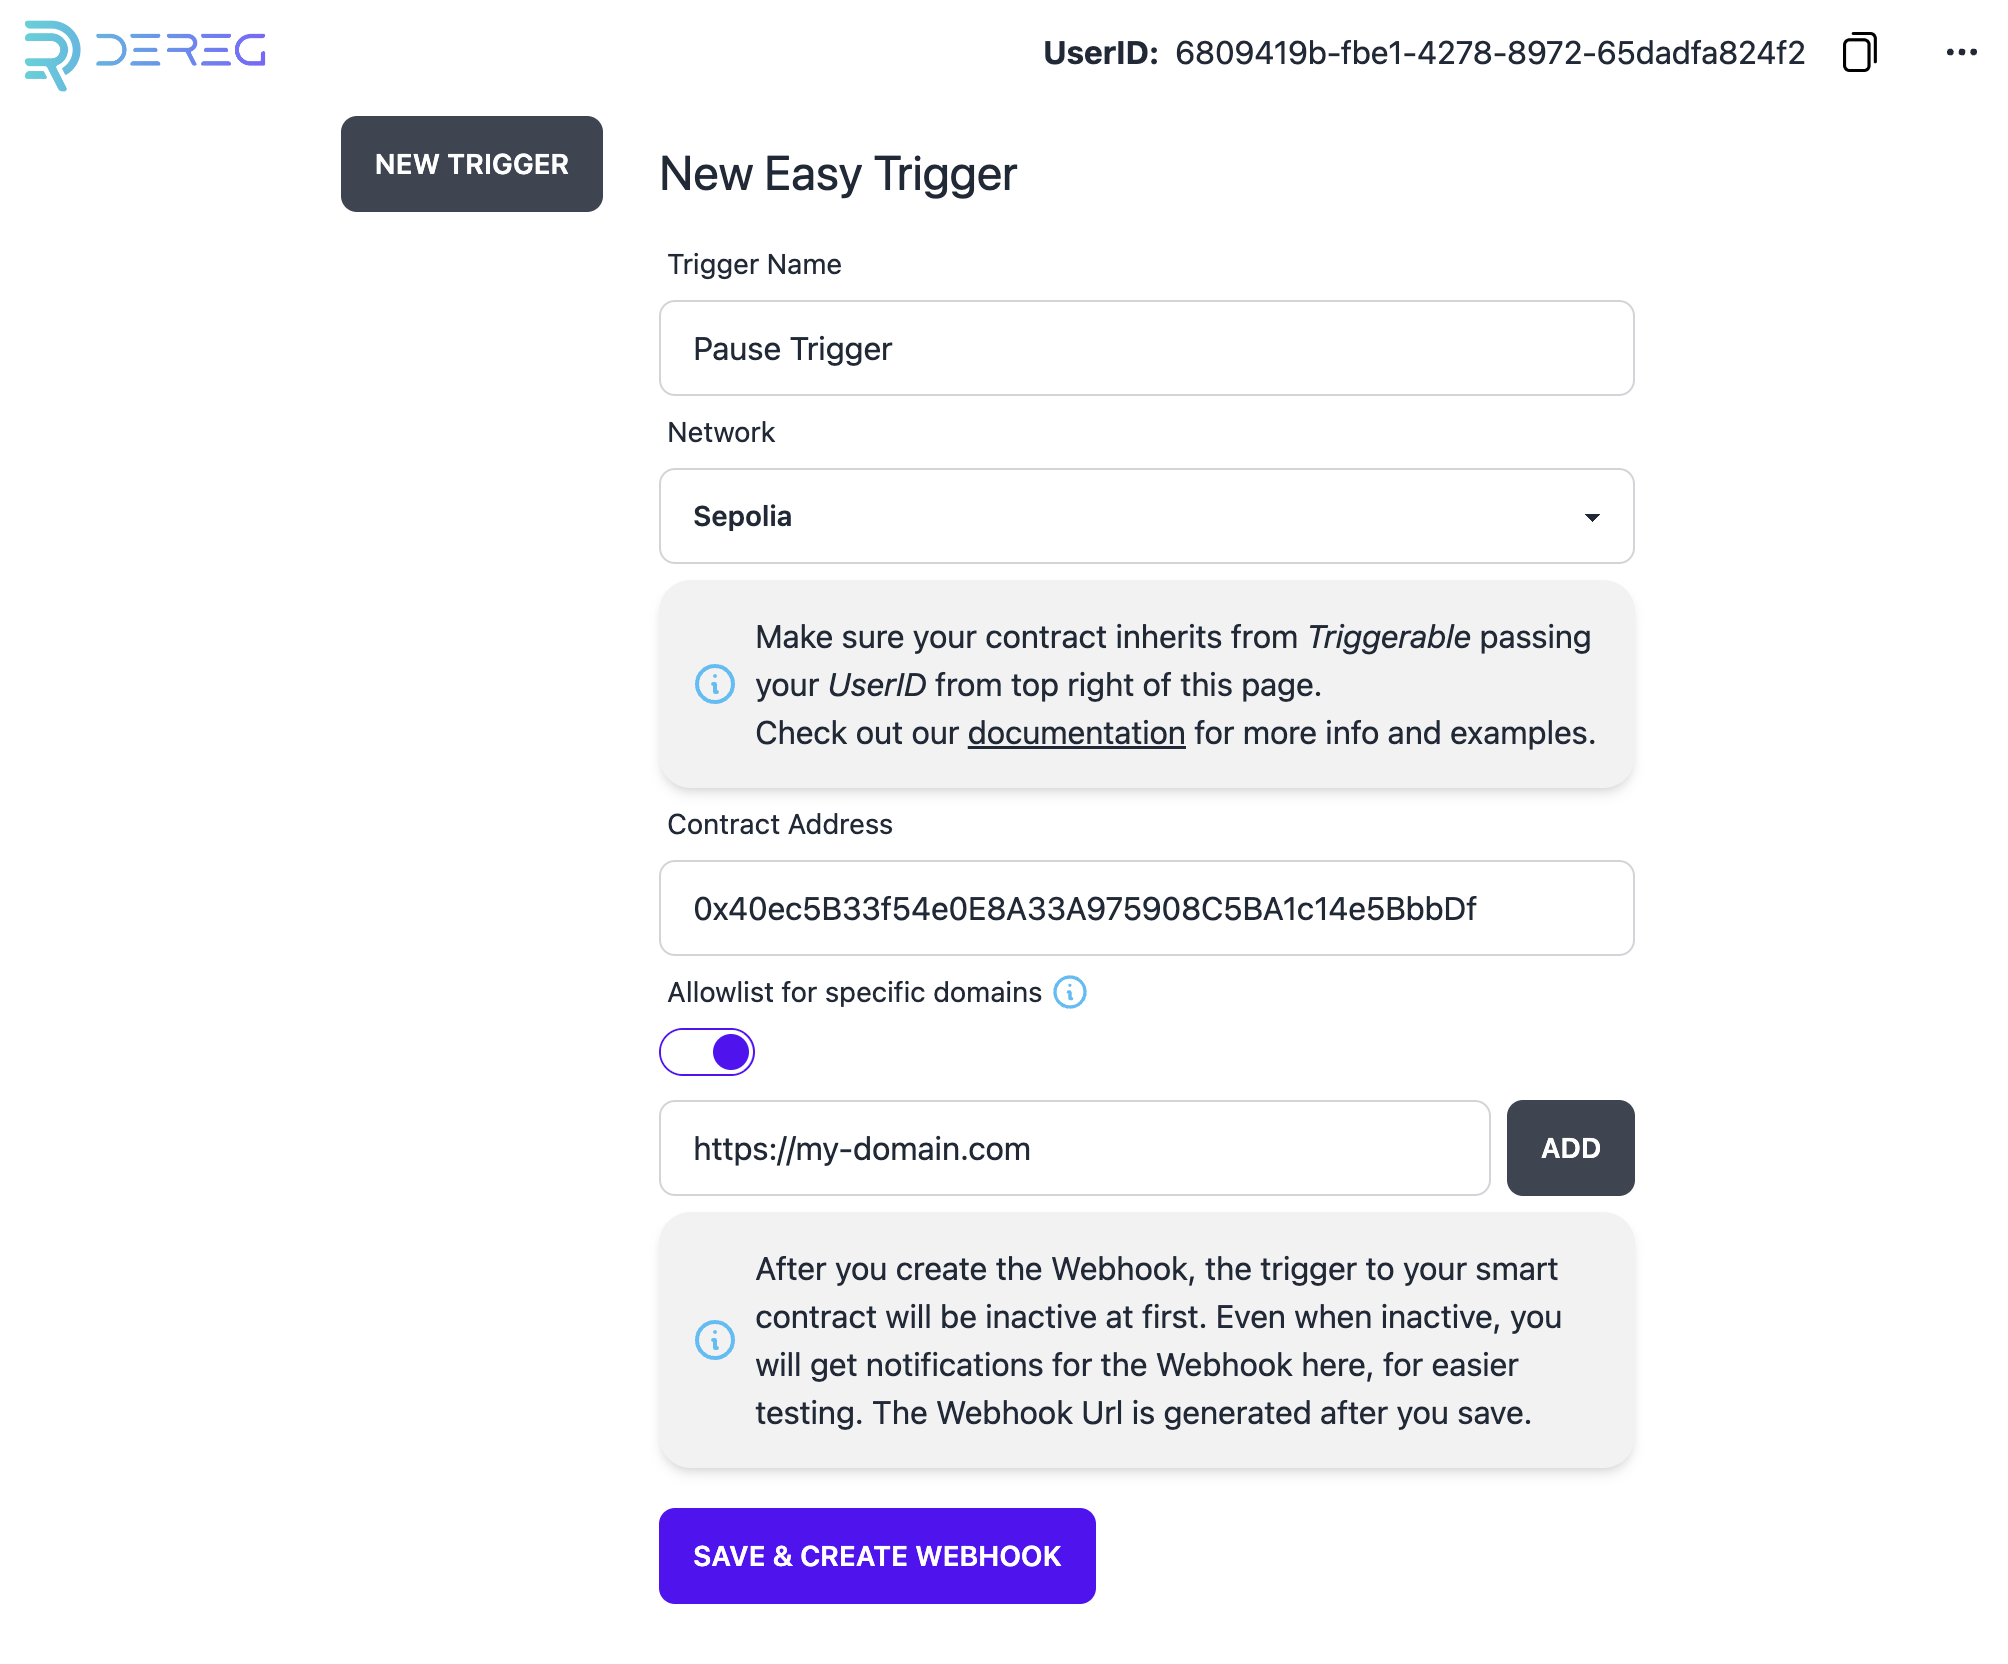 DEREG
UserID: 6809419b-fbe1-4278-8972-65dadfa824f2
NEW TRIGGER
New Easy Trigger
Trigger Name
Pause Trigger
Network
Sepolia
Make sure your contract inherits from Triggerable passing
your UserID from top right of this page.
Check out our documentation for more info and examples.
Contract Address
0x40ec5B33f54e0E8A33A975908C5BA1c14e5BbbDf
Allowlist for specific domains
https://my-domain.com
ADD
After you create the Webhook, the trigger to your smart
contract will be inactive at first. Even when inactive, you
will get notifications for the Webhook here, for easier
testing. The Webhook Url is generated after you save.
SAVE & CREATE WEBHOOK